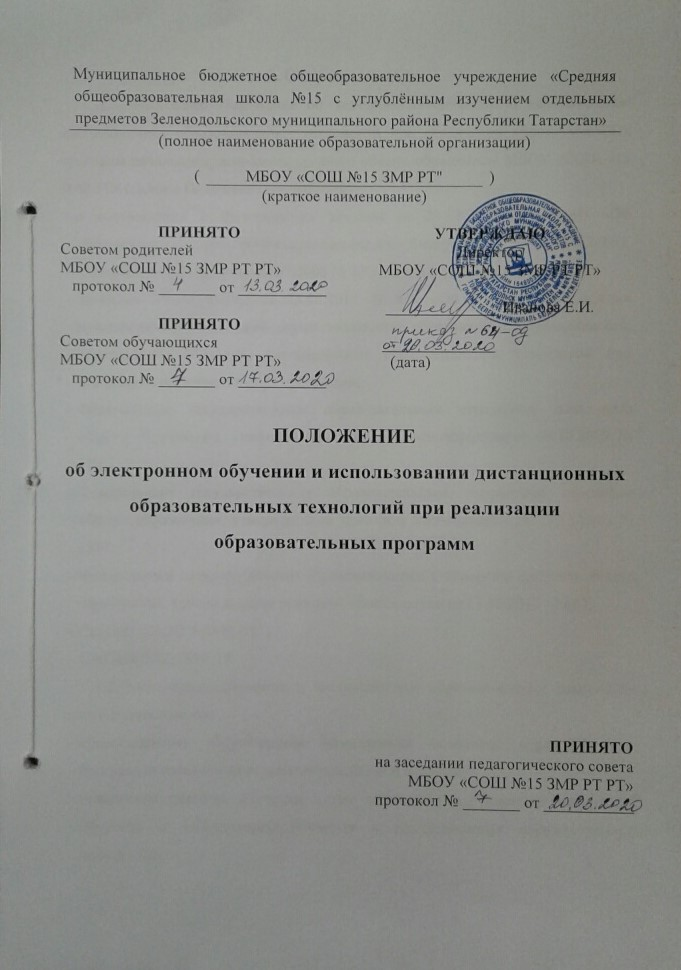 Муниципальное бюджетное общеобразовательное учреждение «Средняя
общеобразовательная школа №15 с углублённым изучением отдельных
предметов Зеленодольского муниципального района Республики Татарстан»
(полное наименование образовательной организации)
( МБОУ «СОШ №15 ЗМР РТ" )
(краткое наименование)
ПРИНЯТО
Советом родителей
МБОУ «СОШ №15 ЗМР РТ РТ»
протокол № 4 от 13.03.2020
ПРИНЯТО
Советом обучающихся
МБОУ «СОШ №15 ЗМР РТ РТ»
протокол № 7 от 17.03.2020
УТВЕРЖДАЮ
Директор
МБОУ «СОШ №15 ЗМР РТ РТ»
Иванова Е.И.
приказ №64-од
от 20.03.2020
(дата)
ПОЛОЖЕНИЕ
об электронном обучении и использовании дистанционных
образовательных технологий при реализации
образовательных программ
ПРИНЯТО
на заседании педагогического совета
МБОУ «СОШ №15 ЗМР РТ РТ»
протокол № 7 от 20.03.2020